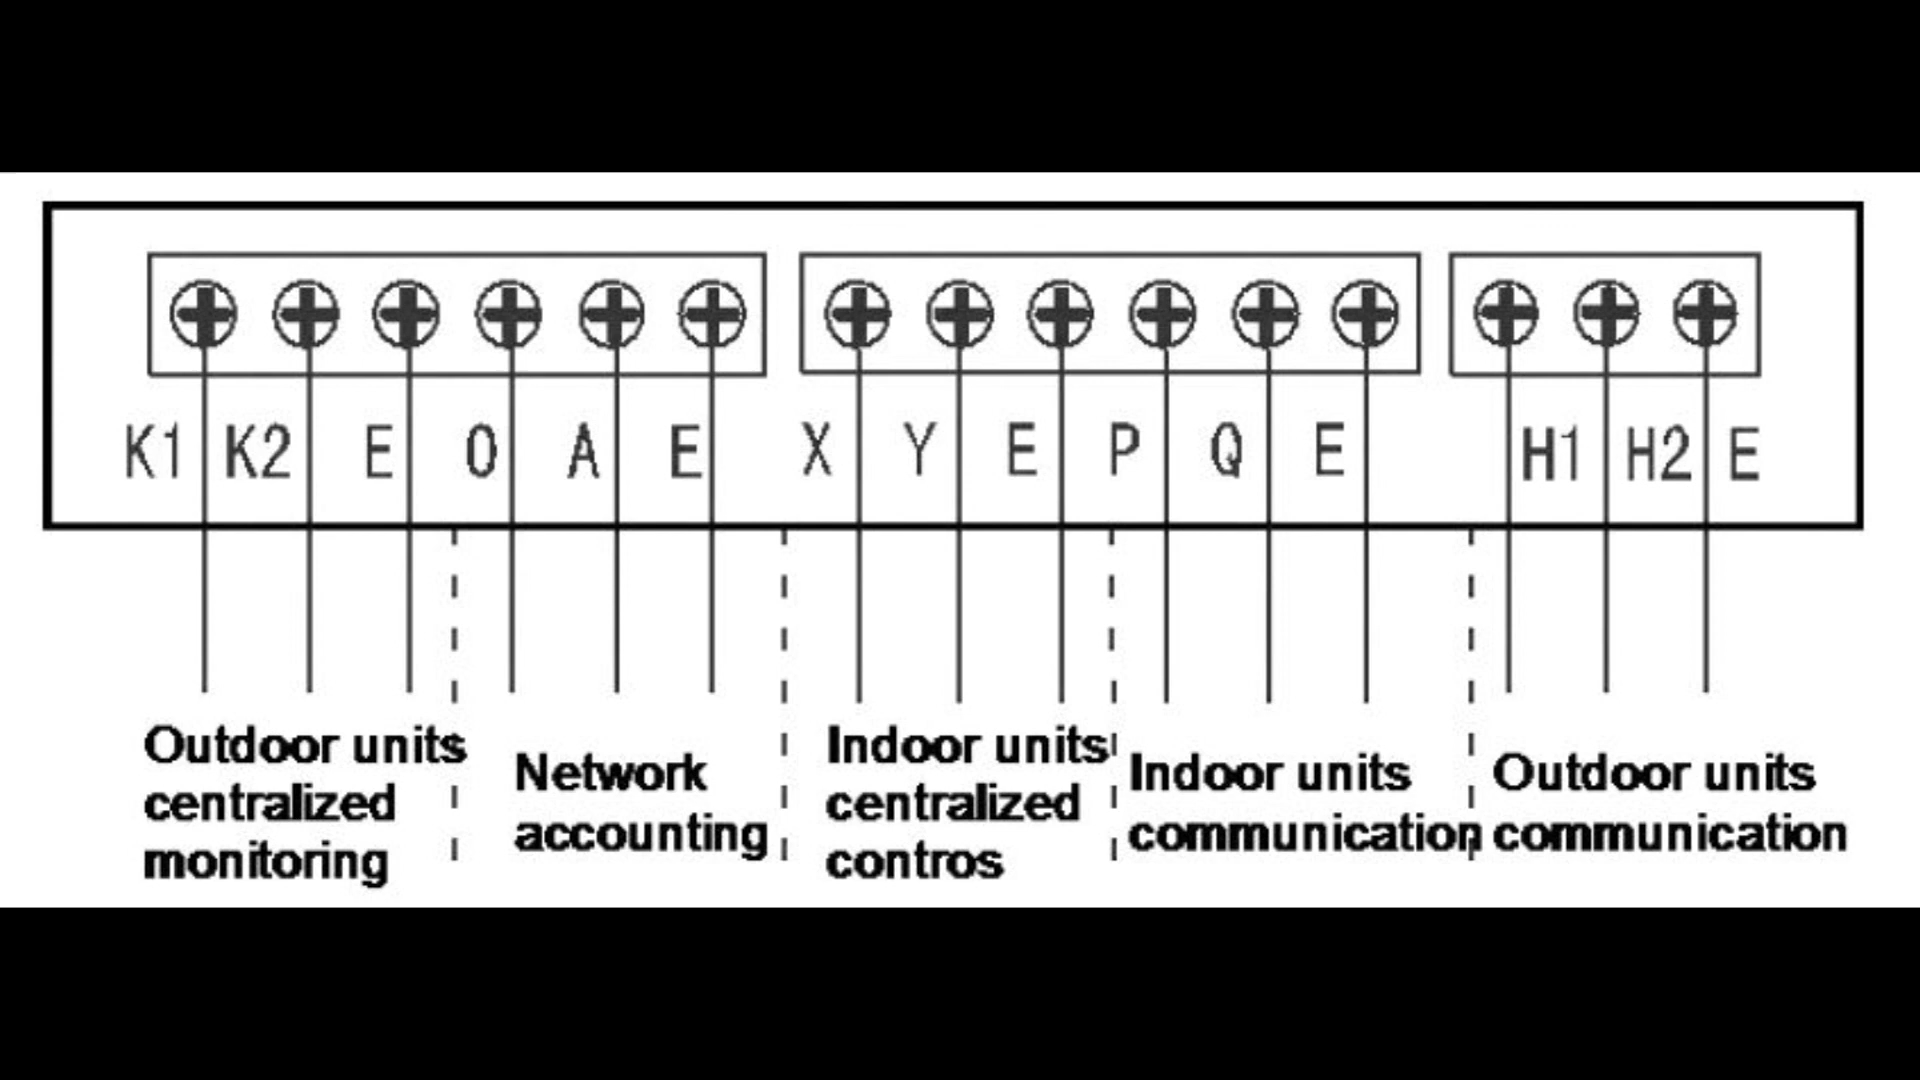 K1 K2 E O A E X Y E P Q E H1 H2 E
Outdoor units
centralized
monitoring
Network
accounting
Indoor units
centralized
contros
Indoor units
communication
Outdoor units
communication